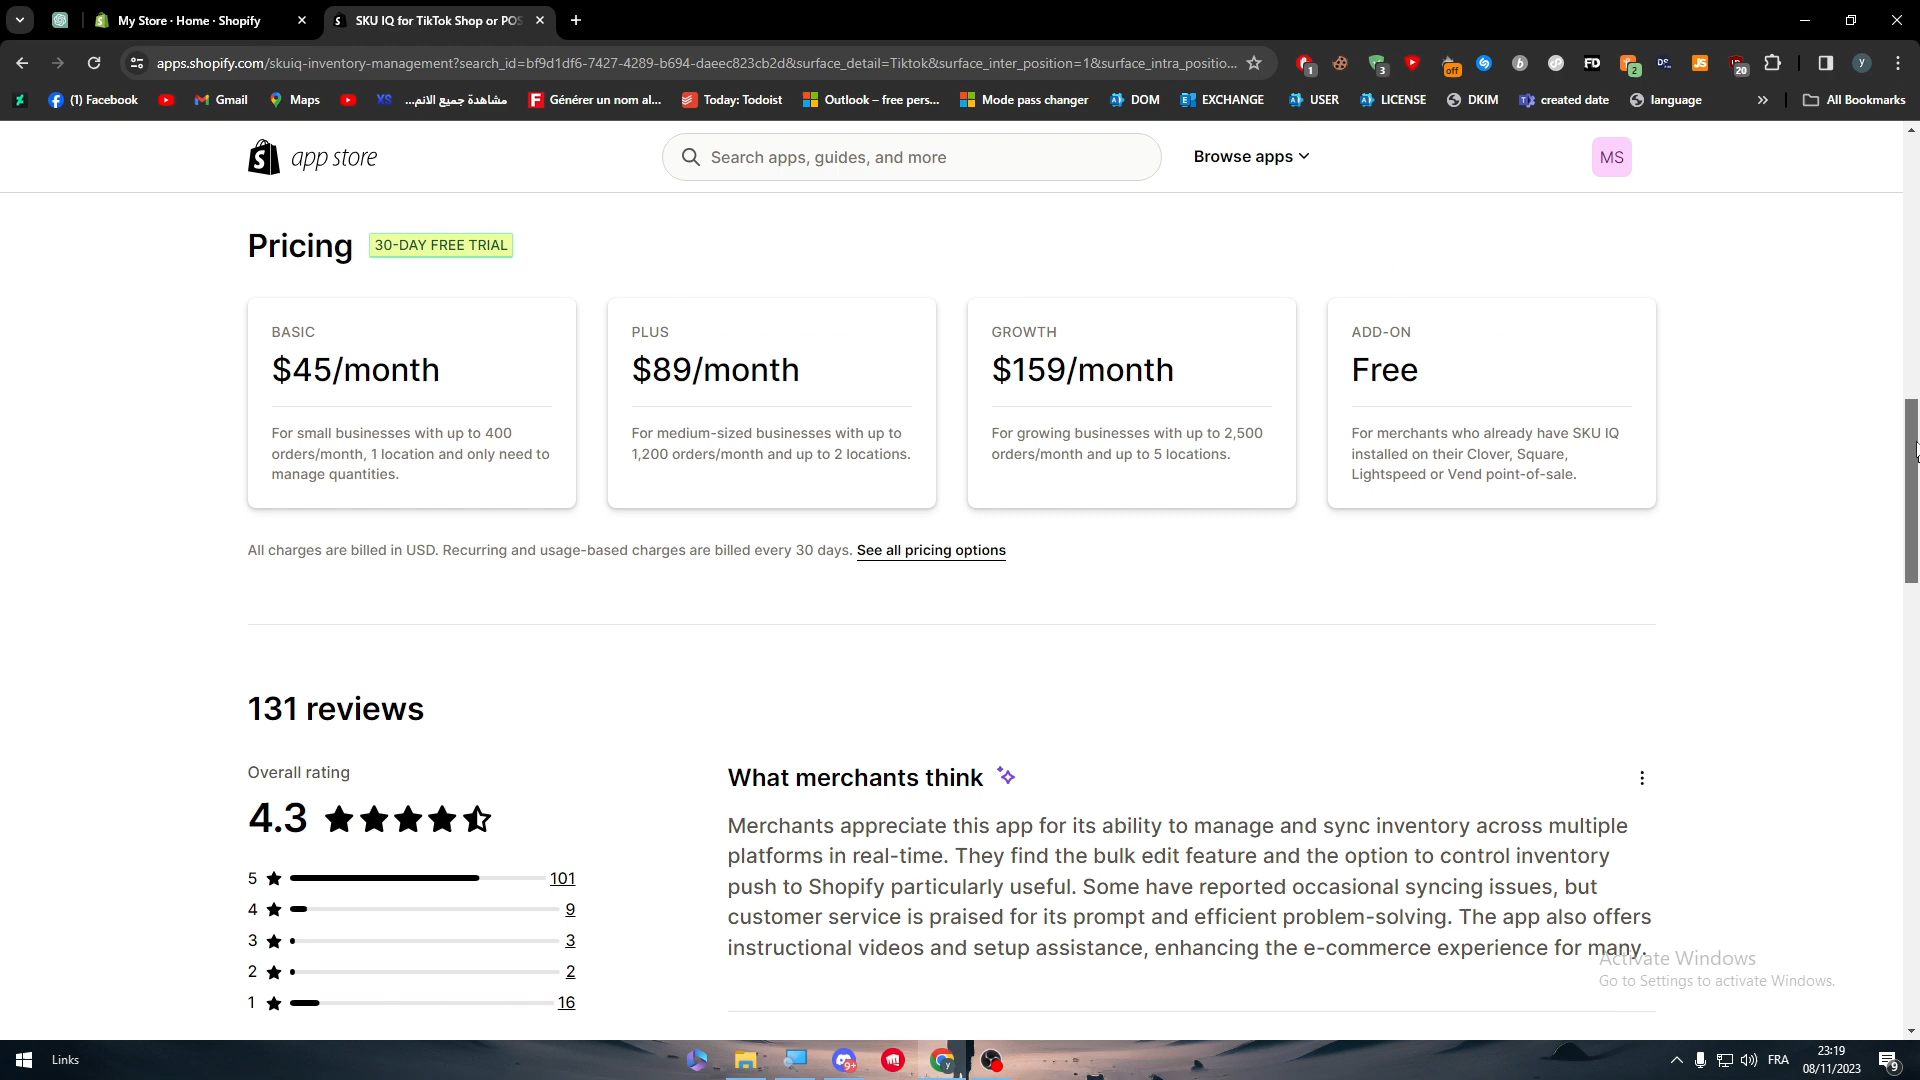 My Store · Home · Shopify
SKU IQ for TikTok Shop or POS
apps.shopify.com/skuiq-inventory-management?search_id=bf9d1df6-7427-4289-b694-daeec823cb2d&surface_detail=Tiktok&surface_inter_position=1&surface_intra_positio...
1
3
off
FD
2
JS
20
y
(1) Facebook
Gmail
Maps
XS
مشاهدة جميع الانم...
Générer un nom al...
Today: Todoist
Outlook – free pers...
Mode pass changer
DOM
EXCHANGE
USER
LICENSE
DKIM
created date
language
All Bookmarks
app store
Search apps, guides, and more
Browse apps
MS
Pricing
30-DAY FREE TRIAL
BASIC
$45/month
For small businesses with up to 400
orders/month, 1 location and only need to
manage quantities.
PLUS
$89/month
For medium-sized businesses with up to
1,200 orders/month and up to 2 locations.
GROWTH
$159/month
For growing businesses with up to 2,500
orders/month and up to 5 locations.
ADD-ON
Free
For merchants who already have SKU IQ
installed on their Clover, Square,
Lightspeed or Vend point-of-sale.
All charges are billed in USD. Recurring and usage-based charges are billed every 30 days. See all pricing options
131 reviews
Overall rating
4.3
5 101
4 9
3 3
2 2
1 16
What merchants think
Merchants appreciate this app for its ability to manage and sync inventory across multiple
platforms in real-time. They find the bulk edit feature and the option to control inventory
push to Shopify particularly useful. Some have reported occasional syncing issues, but
customer service is praised for its prompt and efficient problem-solving. The app also offers
instructional videos and setup assistance, enhancing the e-commerce experience for many.
Activate Windows
Go to Settings to activate Windows.
Links
9+
y
FRA
23:19
08/11/2023
9